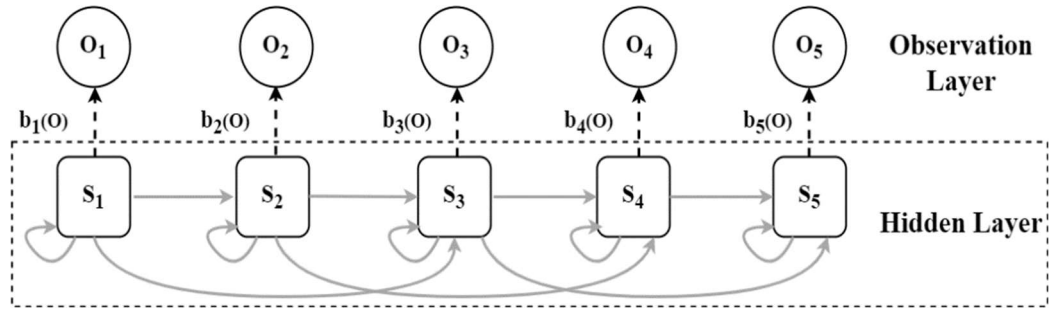 O1 O2 O3 O4 O5
Observation
Layer
b1(O) b2(O) b3(O) b4(O) b5(O)
S1 S2 S3 S4 S5
Hidden Layer